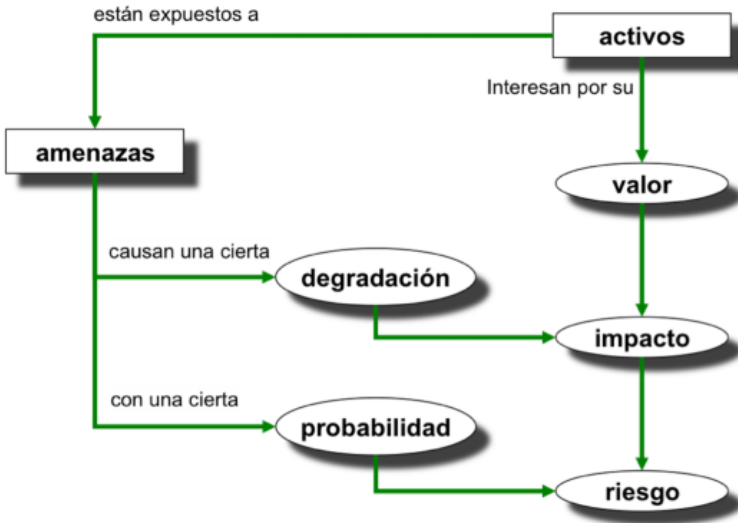 están expuestos a
activos
Interesan por su
amenazas
valor
causan una cierta
degradación
impacto
con una cierta
probabilidad
riesgo